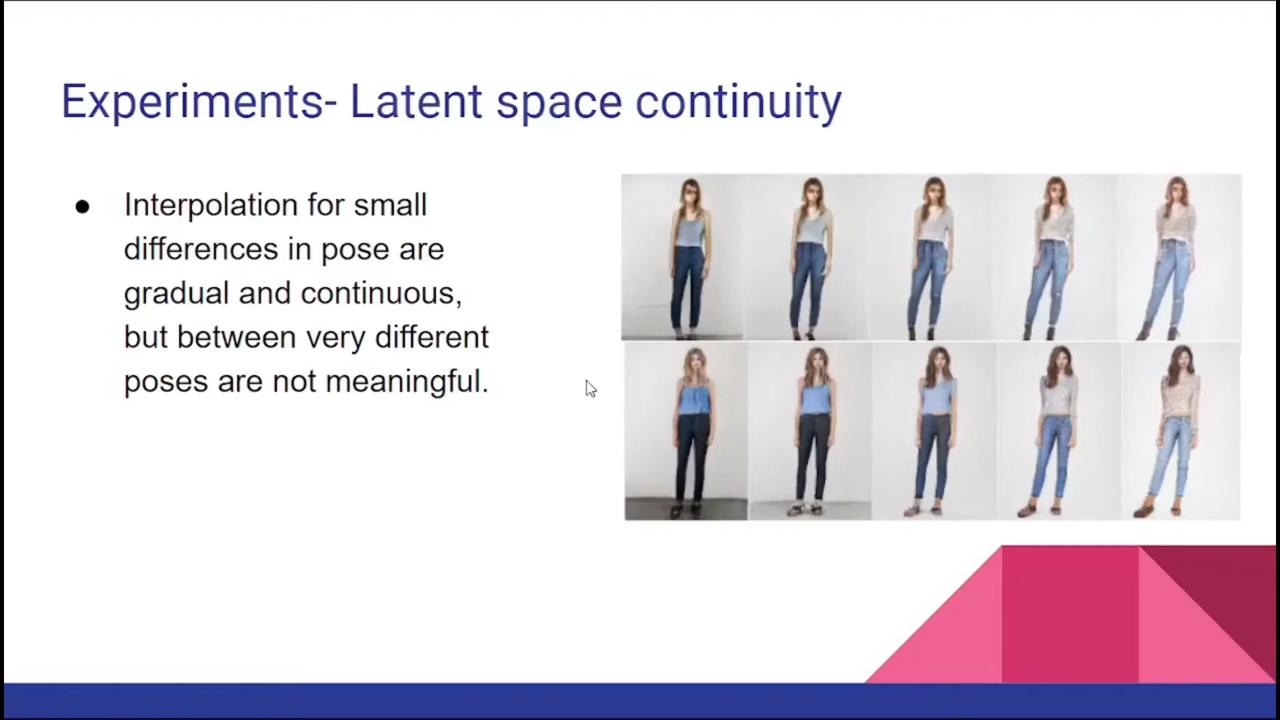 Experiments- Latent space continuity
● Interpolation for small
differences in pose are
gradual and continuous,
but between very different
poses are not meaningful.